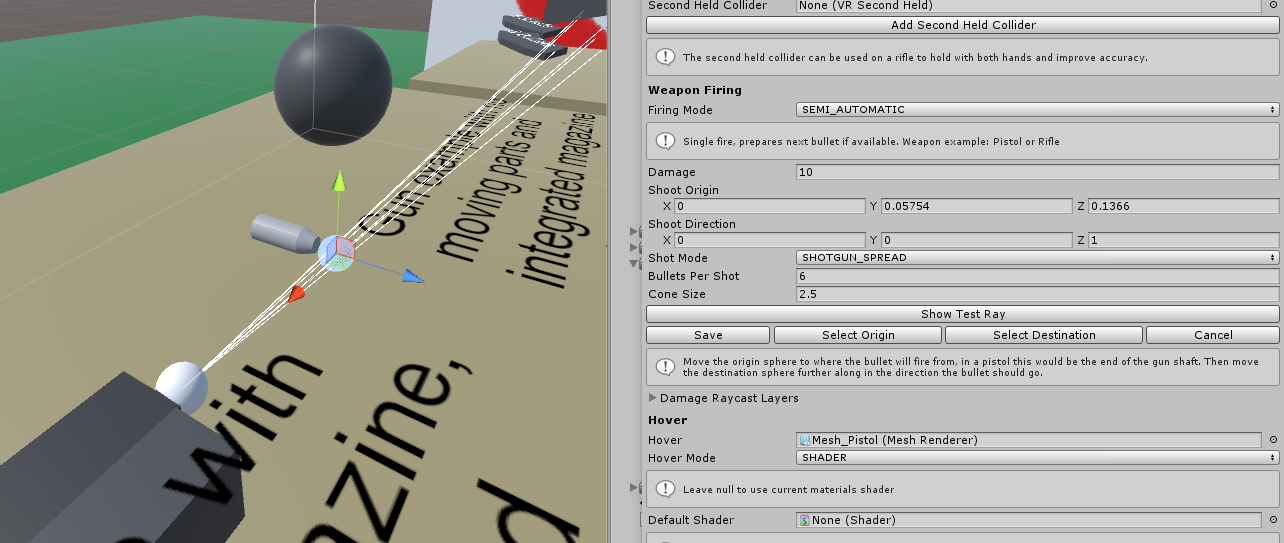 Second Held Collider None (VR Second Held)
Add Second Held Collider
The second held collider can be used on a rifle to hold with both hands and improve accuracy.
Weapon Firing
Firing Mode SEMI_AUTOMATIC
Single fire, prepares next bullet if available. Weapon example: Pistol or Rifle
Damage 10
Shoot Origin
X 0 Y 0.05754 Z 0.1366
Shoot Direction
X 0 Y 0 Z 1
Shot Mode SHOTGUN_SPREAD
Bullets Per Shot 6
Cone Size 2.5
Show Test Ray
Save Select Origin Select Destination Cancel
Move the origin sphere to where the bullet will fire from, in a pistol this would be the end of the gun shaft. Then move
the destination sphere further along in the direction the bullet should go.
Damage Raycast Layers
Hover
Hover Mesh_Pistol (Mesh Renderer)
Hover Mode SHADER
Leave null to use current materials shader
Default Shader None (Shader)
Gun example with
moving parts and
integrated magazine
with
azine,
d